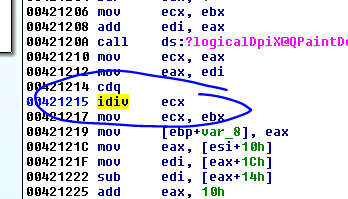 00421206 mov ecx, ebx
00421208 add edi, eax
0042120A call ds:?logicalDpiX@QPaintDe
00421210 mov ecx, eax
00421212 mov eax, edi
00421214 cdq
00421215 idiv ecx
00421217 mov ecx, ebx
00421219 mov [ebp+var_8], eax
0042121C mov eax, [esi+10h]
0042121F mov edi, [eax+1Ch]
00421222 sub edi, [eax+14h]
00421225 add eax, 10h